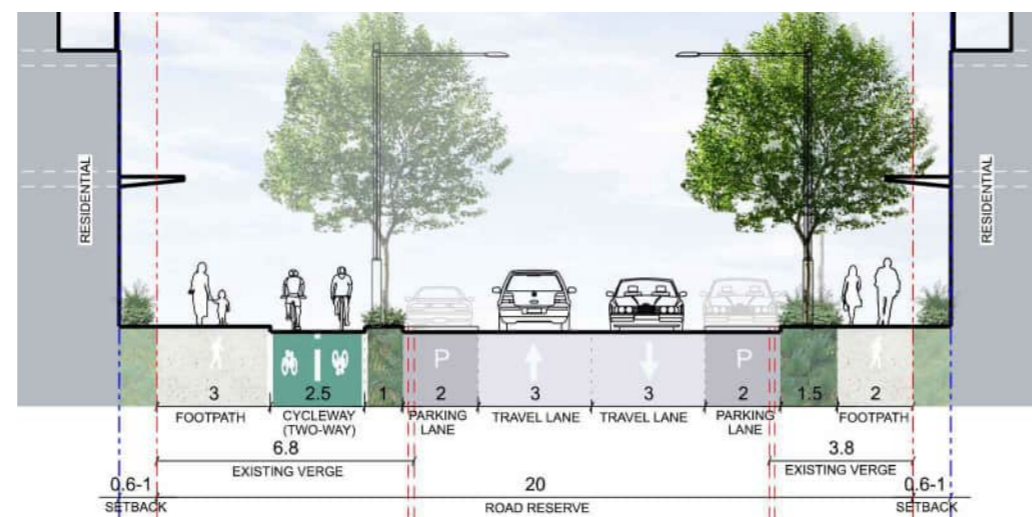 RESIDENTIAL
RESIDENTIAL
P
P
3
2.5
1
2
3
3
2
1.5
2
FOOTPATH
CYCLEWAY
(TWO-WAY)
PARKING
LANE
TRAVEL LANE
TRAVEL LANE
PARKING
LANE
FOOTPATH
6.8
EXISTING VERGE
3.8
EXISTING VERGE
0.6-1
SETBACK
20
ROAD RESERVE
0.6-1
SETBACK